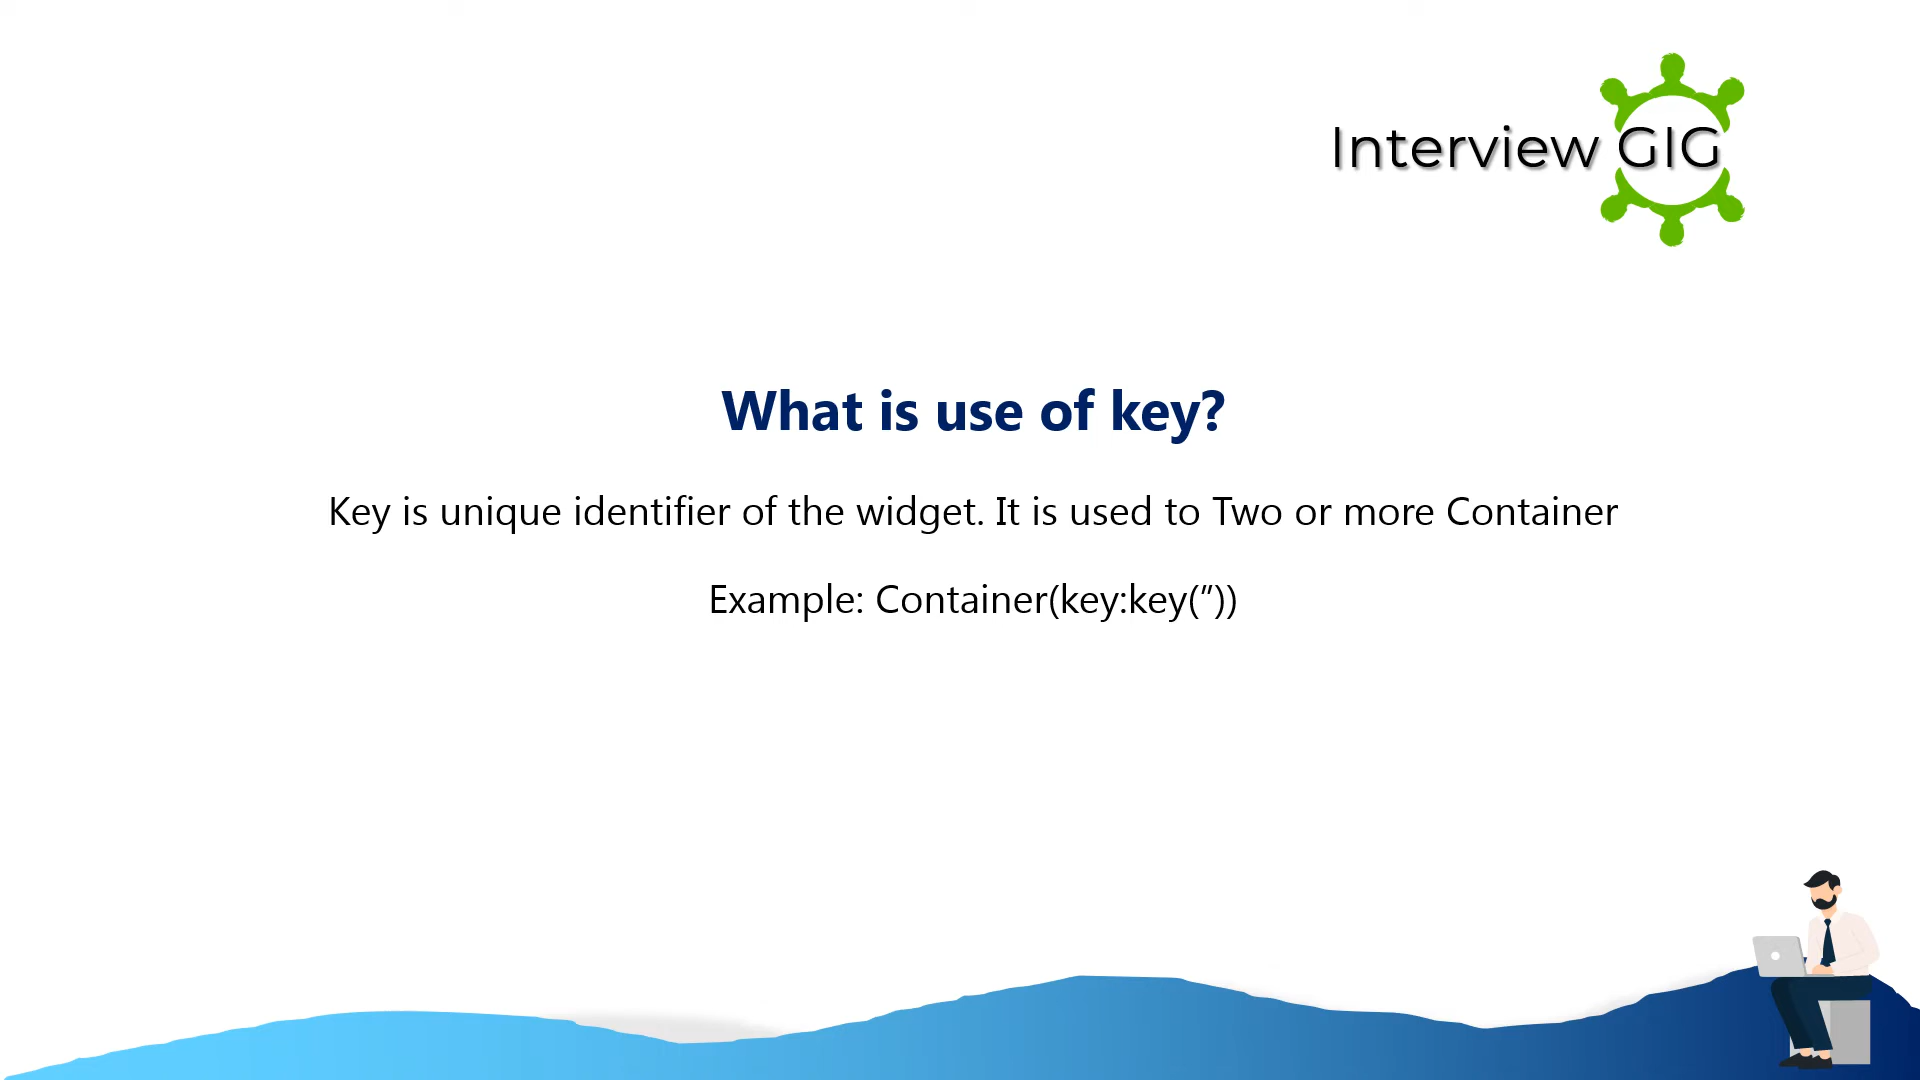 Interview GIG
What is use of key?
Key is unique identifier of the widget. It is used to Two or more Container
Example: Container(key:key(”))